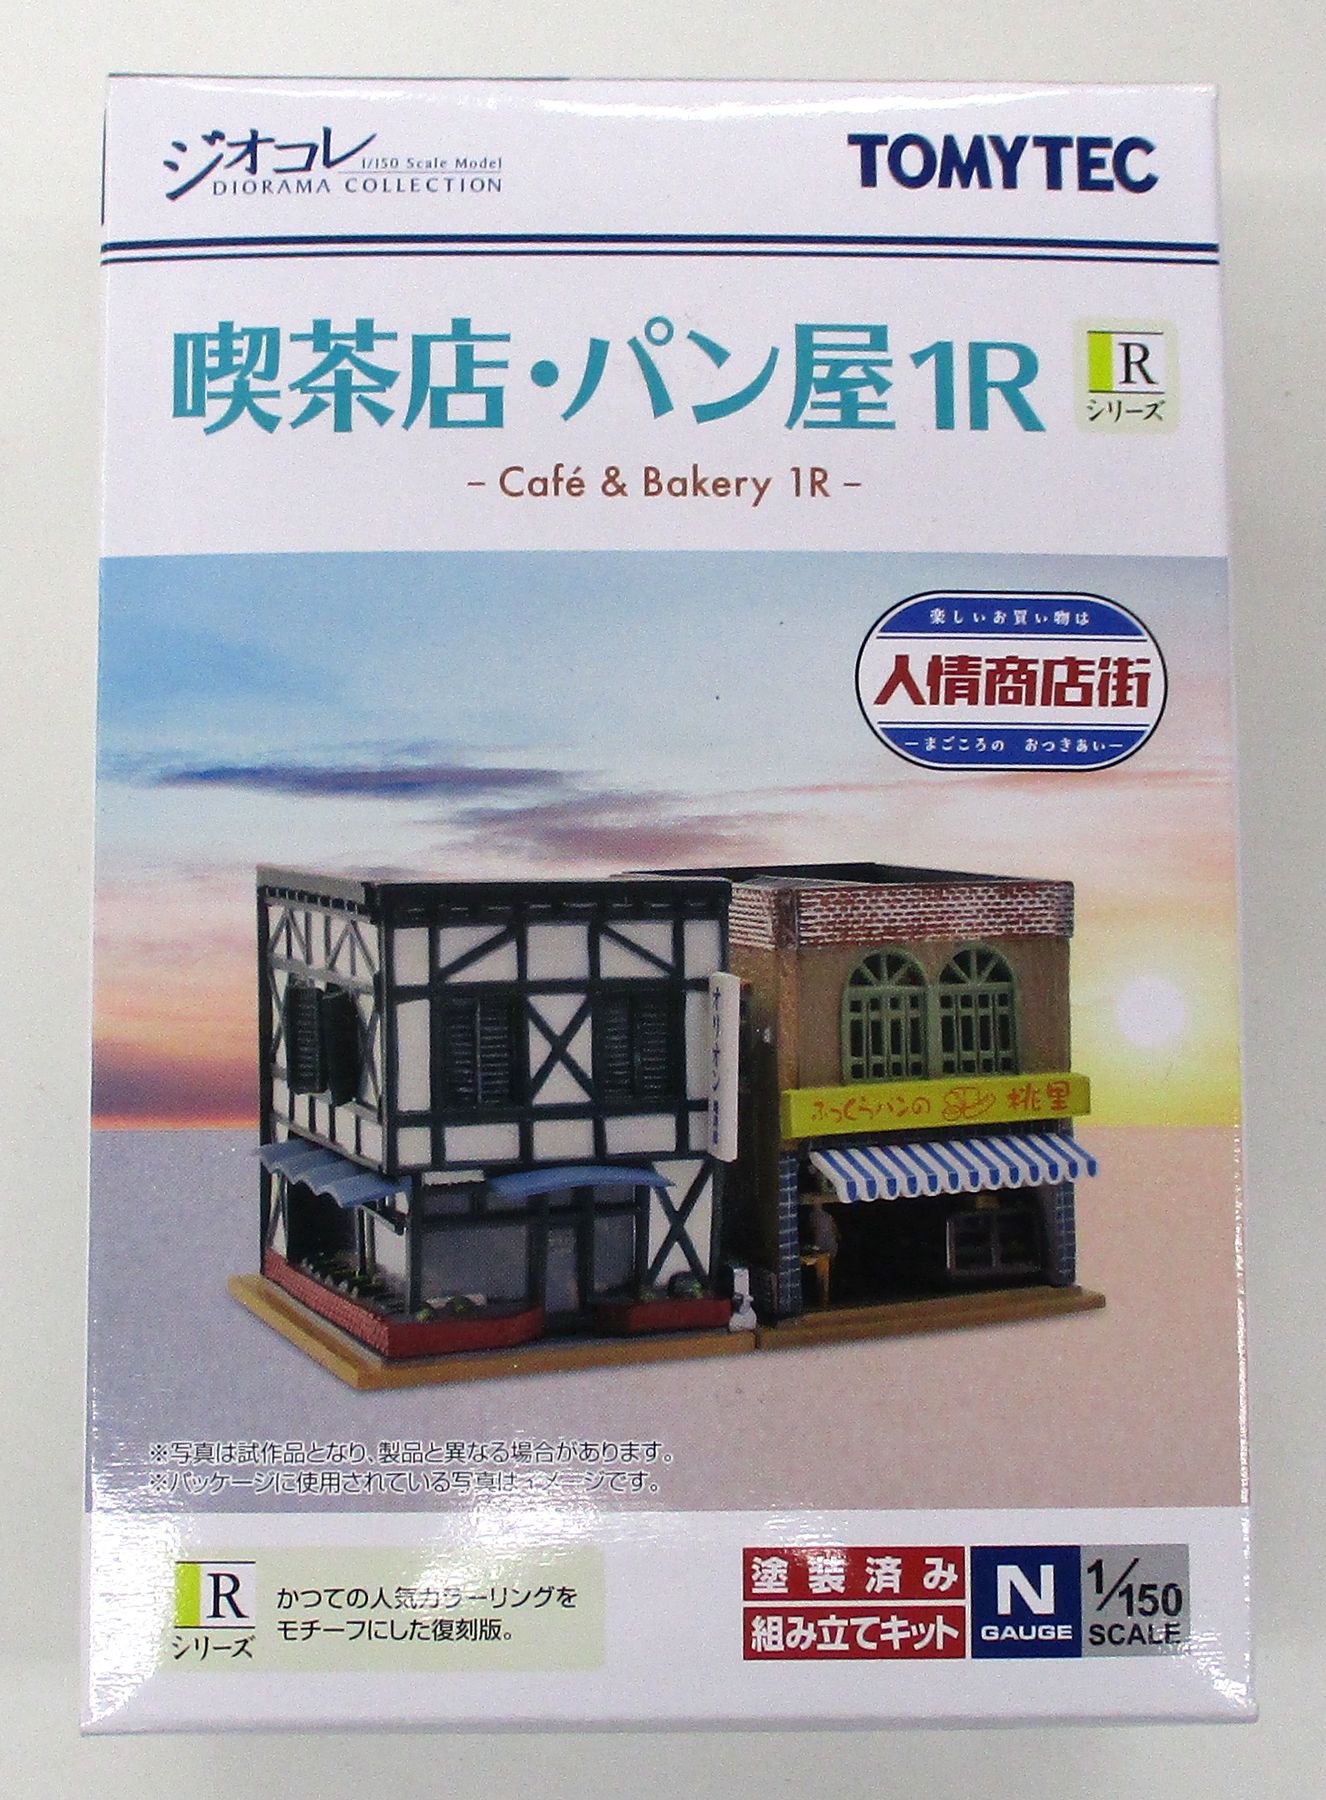 ジオコレ
1/150 Scale Model
DIORAMA COLLECTION
TOMYTEC
喫茶店・パン屋1R
R
シリーズ
– Café & Bakery 1R –
楽しいお買い物は
人情商店街
―まごころの おつきあい―
オリオン
ふっくらパンの 桃里
※写真は試作品となり、製品と異なる場合があります。
※パッケージに使用されている写真はイメージです。
R
シリーズ
かつての人気カラーリングを
モチーフにした復刻版。
塗装済み
組み立てキット
N
GAUGE
1/150
SCALE